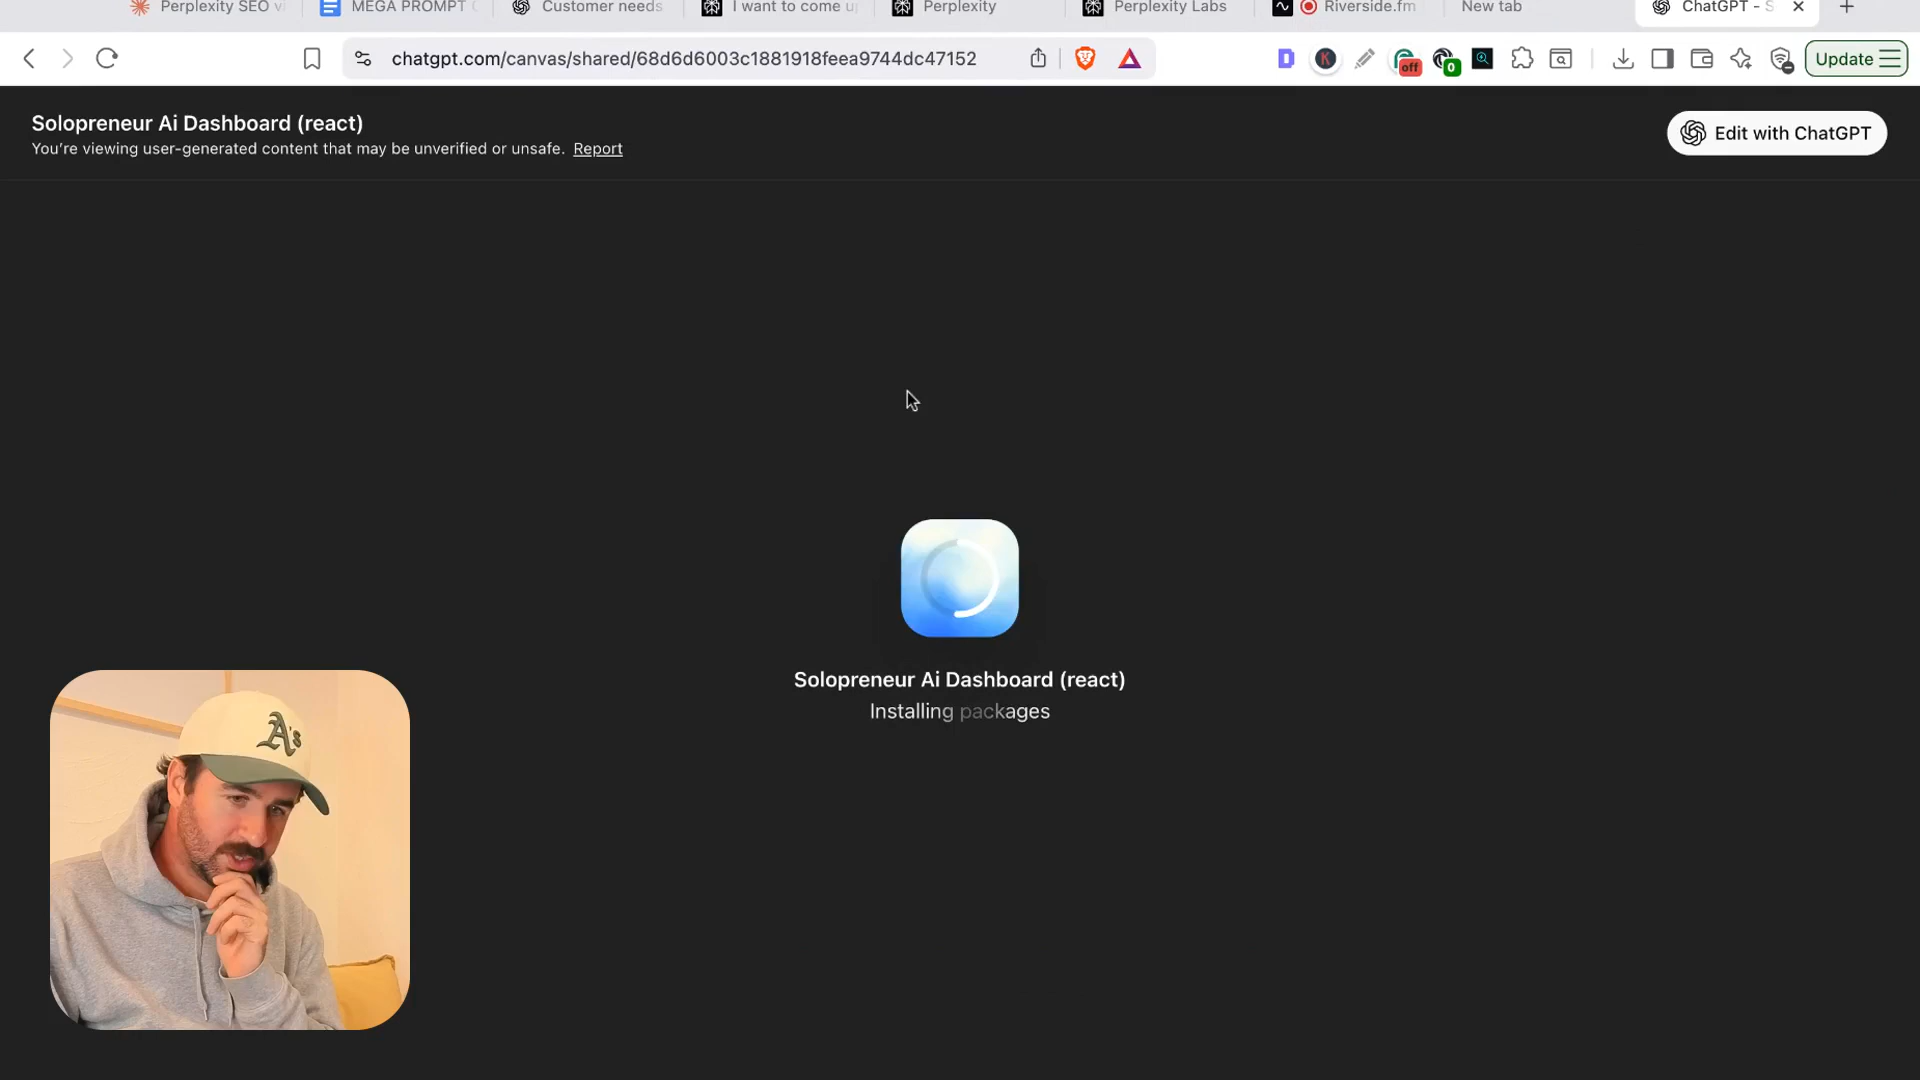 Perplexity SEO vi
MEGA PROMPT
Customer needs
I want to come up
Perplexity
Perplexity Labs
Riverside.fm
New tab
ChatGPT - S
chatgpt.com/canvas/shared/68d6d6003c1881918feea9744dc47152
D
K
off
0
Update
Solopreneur Ai Dashboard (react)
You're viewing user-generated content that may be unverified or unsafe. Report
Edit with ChatGPT
Solopreneur Ai Dashboard (react)
Installing packages
A's